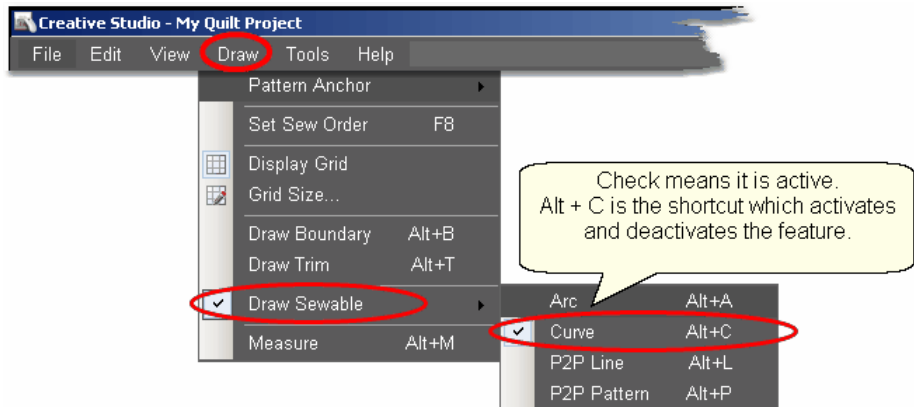 Creative Studio - My Quilt Project
File Edit View Draw Tools Help
Pattern Anchor
Set Sew Order F8
Display Grid
Grid Size...
Draw Boundary Alt+B
Draw Trim Alt+T
Draw Sewable
Measure Alt+M
Check means it is active.
Alt + C is the shortcut which activates
and deactivates the feature.
Arc Alt+A
Curve Alt+C
P2P Line Alt+L
P2P Pattern Alt+P